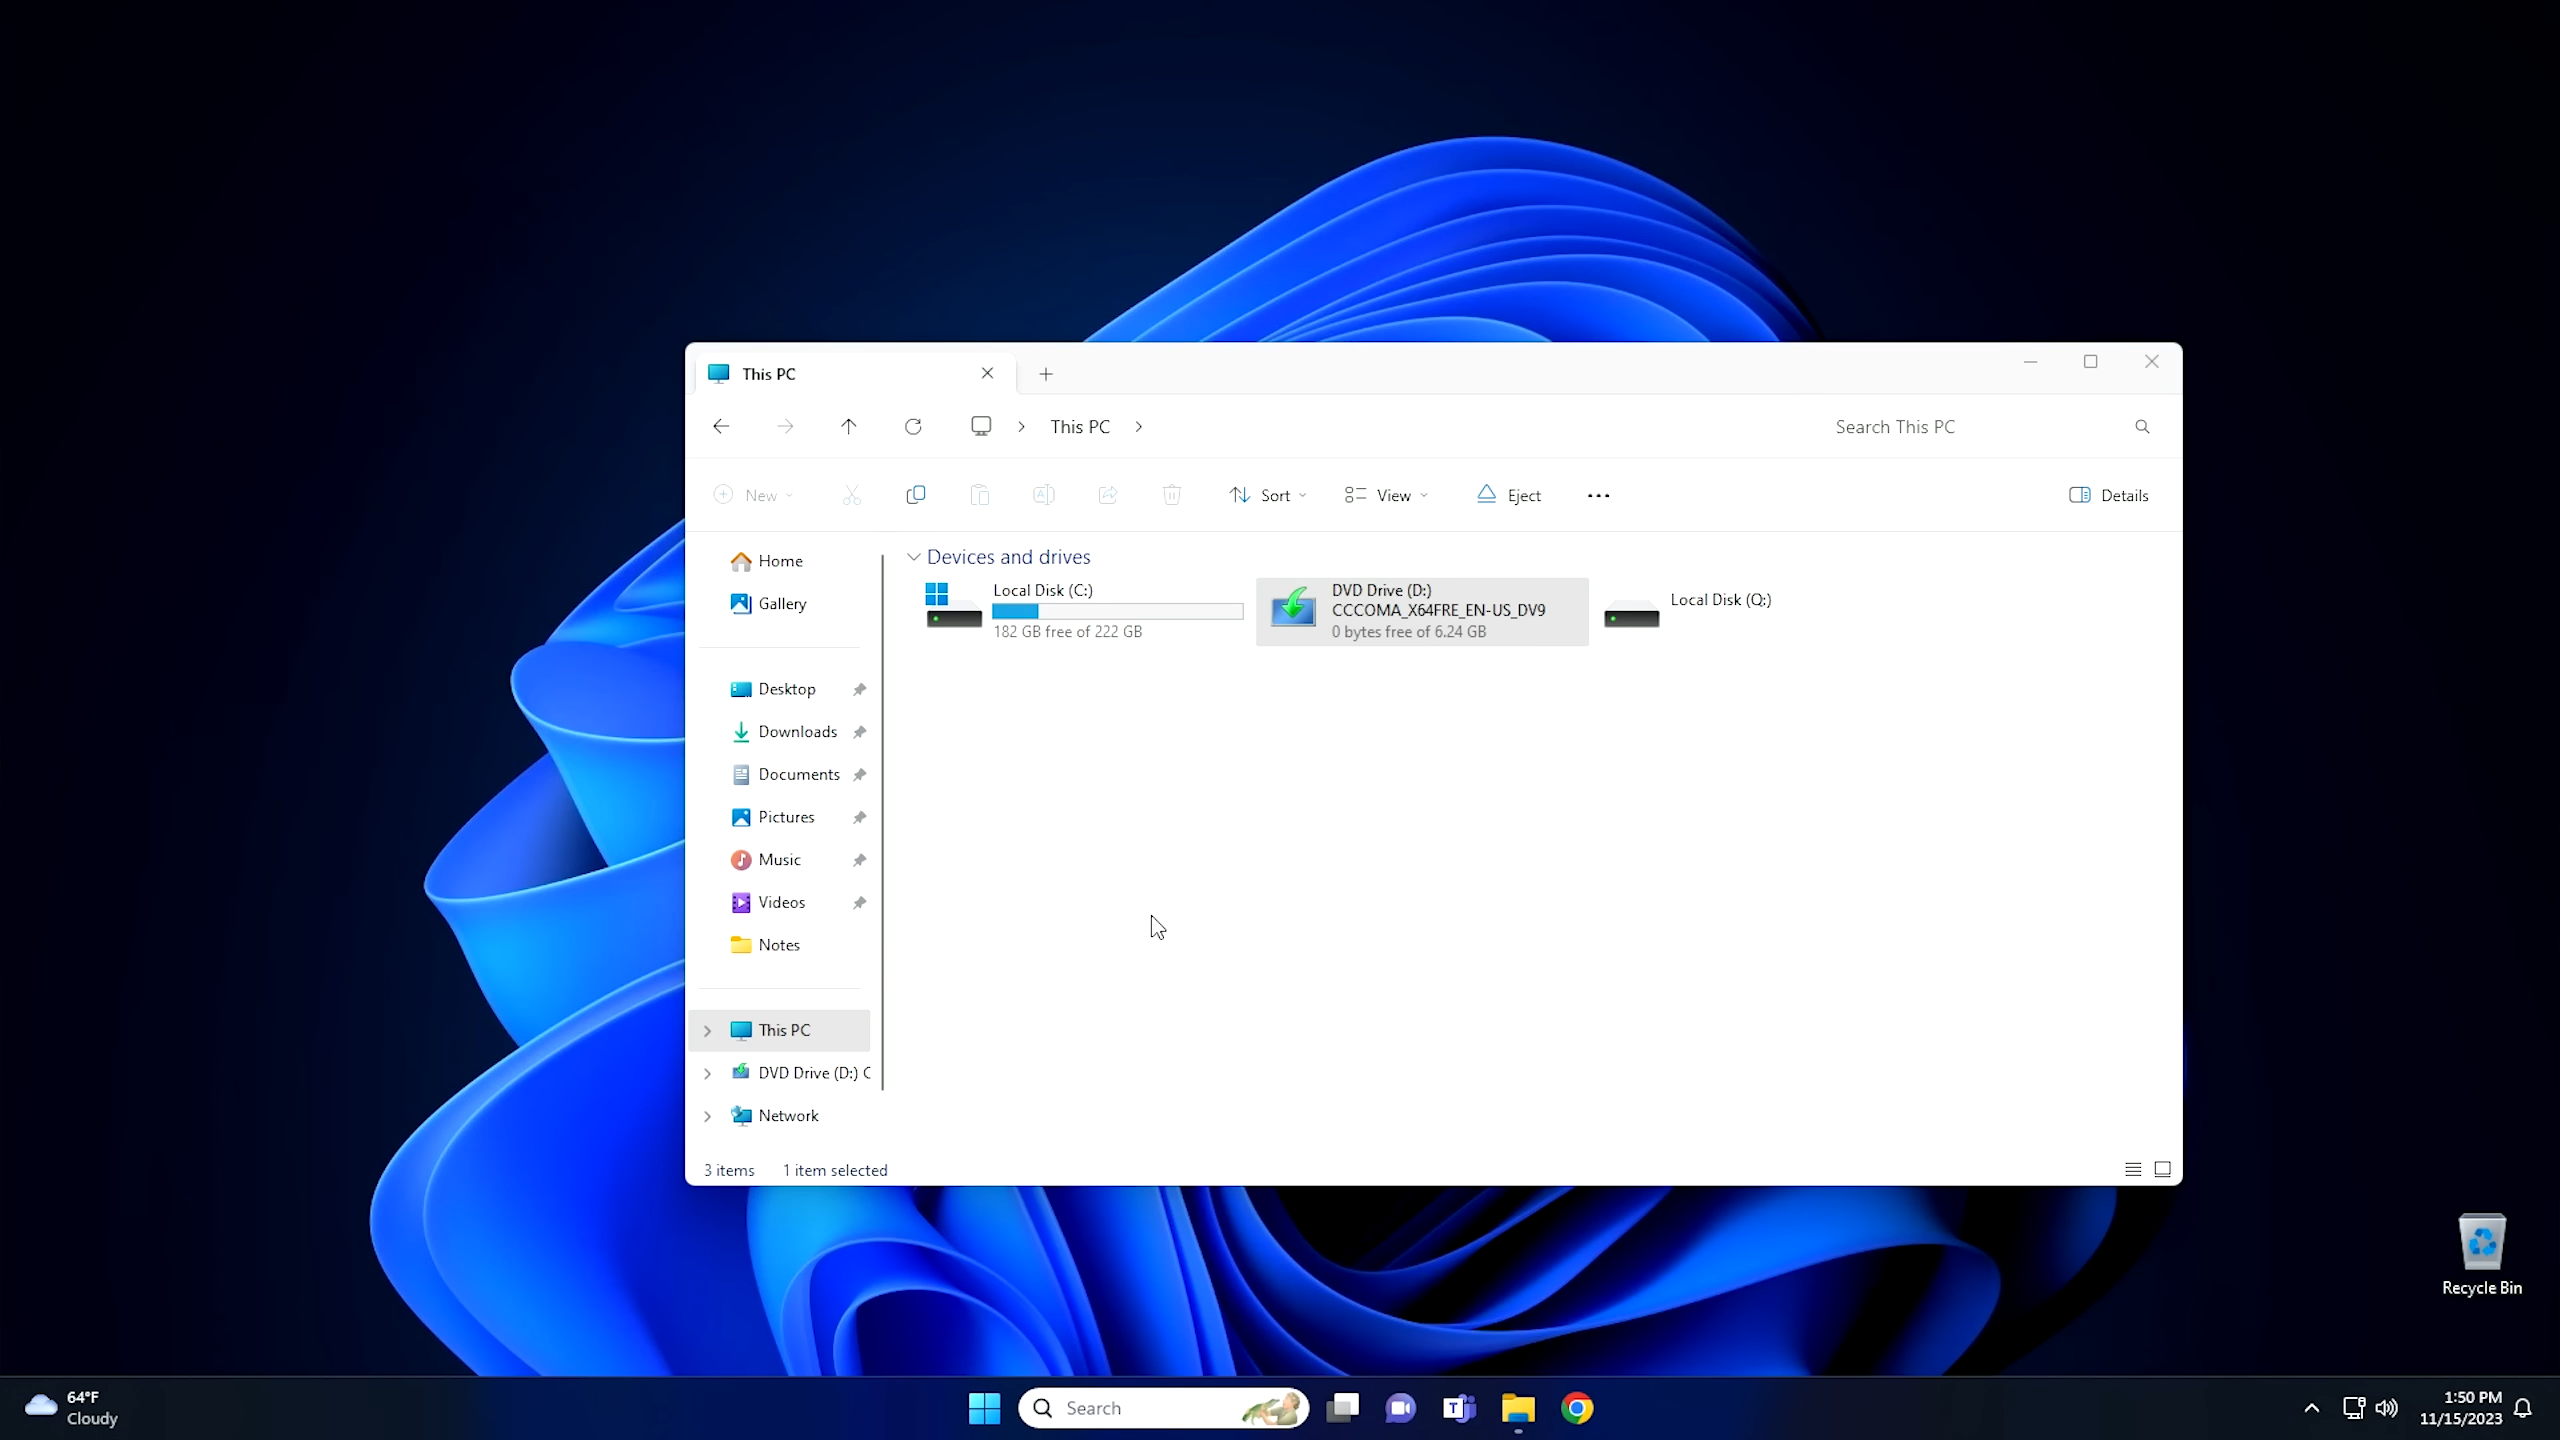 This PC
This PC
Search This PC
New
Sort
View
Eject
Details
Home
Gallery
Desktop
Downloads
Documents
Pictures
Music
Videos
Notes
This PC
DVD Drive (D:) C
Network
Devices and drives
Local Disk (C:)
182 GB free of 222 GB
DVD Drive (D:)
CCCOMA_X64FRE_EN-US_DV9
0 bytes free of 6.24 GB
Local Disk (Q:)
3 items 1 item selected
Recycle Bin
64°F
Cloudy
Search
1:50 PM
11/15/2023